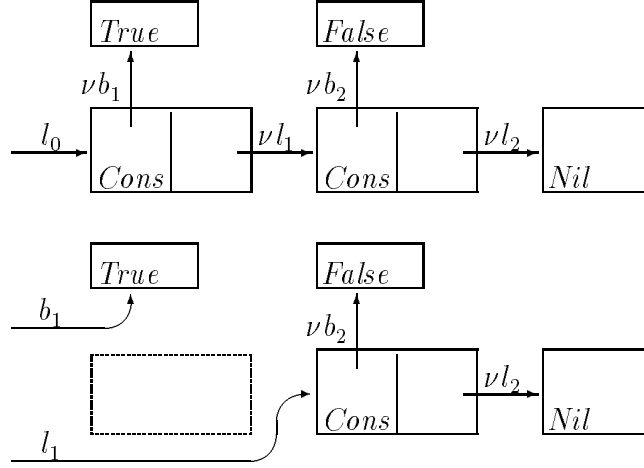 True False
νb₁ νb₂
l₀ νl₁ νl₂
Cons Cons Nil
True False
b₁ νb₂
νl₂
Cons Nil
l₁